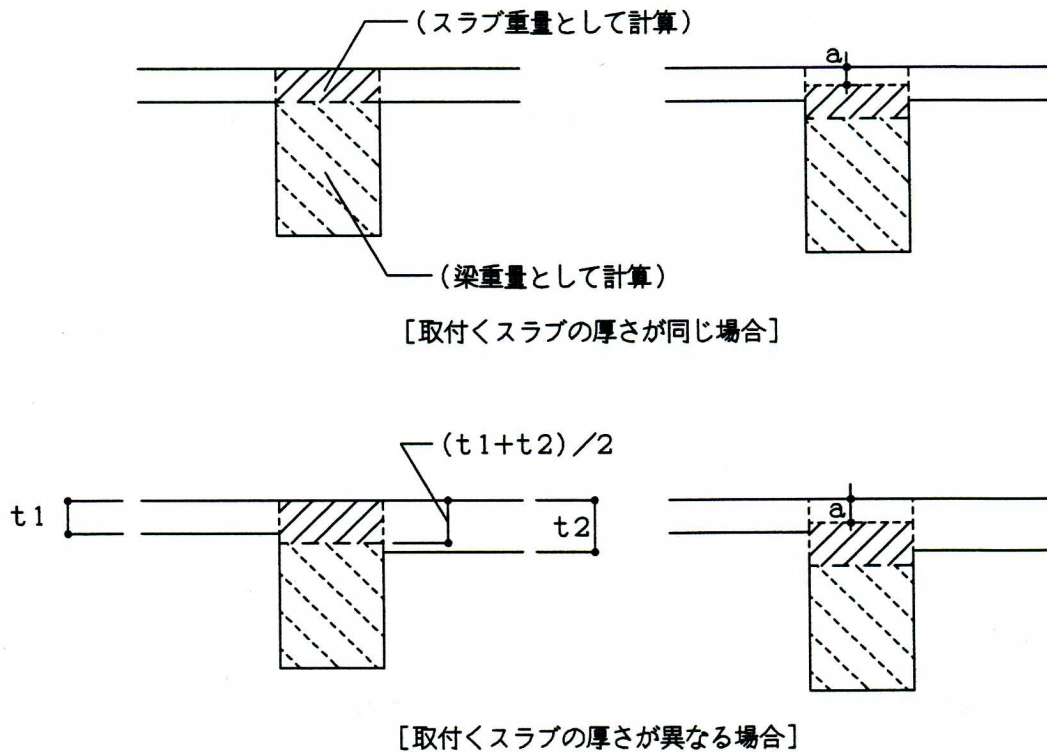 (スラブ重量として計算)
a
(梁重量として計算)
[取付くスラブの厚さが同じ場合]
(t1+t2)/2
t1
t2
a
[取付くスラブの厚さが異なる場合]